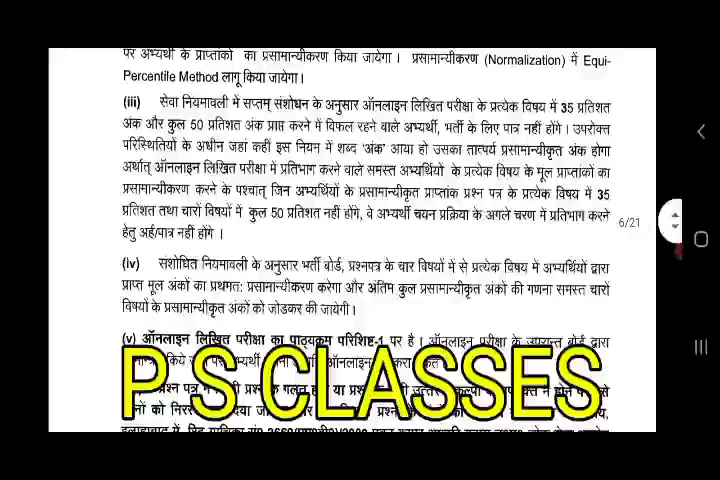 पर अभ्यर्थी के प्राप्तांको का प्रसामान्यीकरण किया जायेगा। प्रसामान्यीकरण (Normalization) में Equi-
Percentile Method लागू किया जायेगा।
(iii) सेवा नियमावली में सप्तम् संशोधन के अनुसार ऑनलाइन लिखित परीक्षा के प्रत्येक विषय में 35 प्रतिशत
अंक और कुल 50 प्रतिशत अंक प्राप्त करने में विफल रहने वाले अभ्यर्थी, भर्ती के लिए पात्र नहीं होंगे। उपरोक्त
परिस्थितियों के अधीन जहां कहीं इस नियम में शब्द 'अंक' आया हो उसका तात्पर्य प्रसामान्यीकृत अंक होगा
अर्थात् ऑनलाइन लिखित परीक्षा में प्रतिभाग करने वाले समस्त अभ्यर्थियों के प्रत्येक विषय के मूल प्राप्तांकों का
प्रसामान्यीकरण करने के पश्चात् जिन अभ्यर्थियों के प्रसामान्यीकृत प्राप्तांक प्रश्न पत्र के प्रत्येक विषय में 35
प्रतिशत तथा चारों विषयों में कुल 50 प्रतिशत नहीं होंगे, वे अभ्यर्थी चयन प्रक्रिया के अगले चरण में प्रतिभाग करने
हेतु अर्ह/पात्र नहीं होंगे ।
6/21
(iv) संशोधित नियमावली के अनुसार भर्ती बोर्ड, प्रश्नपत्र के चार विषयों में से प्रत्येक विषय में अभ्यर्थियों द्वारा
प्राप्त मूल अंकों का प्रथमत: प्रसामान्यीकरण करेगा और अंतिम कुल प्रसामान्यीकृत अंकों की गणना समस्त चारों
विषयों के प्रसामान्यीकृत अंकों को जोडकर की जायेगी।
(v) ऑनलाइन लिखित परीक्षा का पाठ्यक्रम परिशिष्ट-1 पर है। ऑनलाइन परीक्षा के उपरान्त बोर्ड द्वारा
P S CLASSES